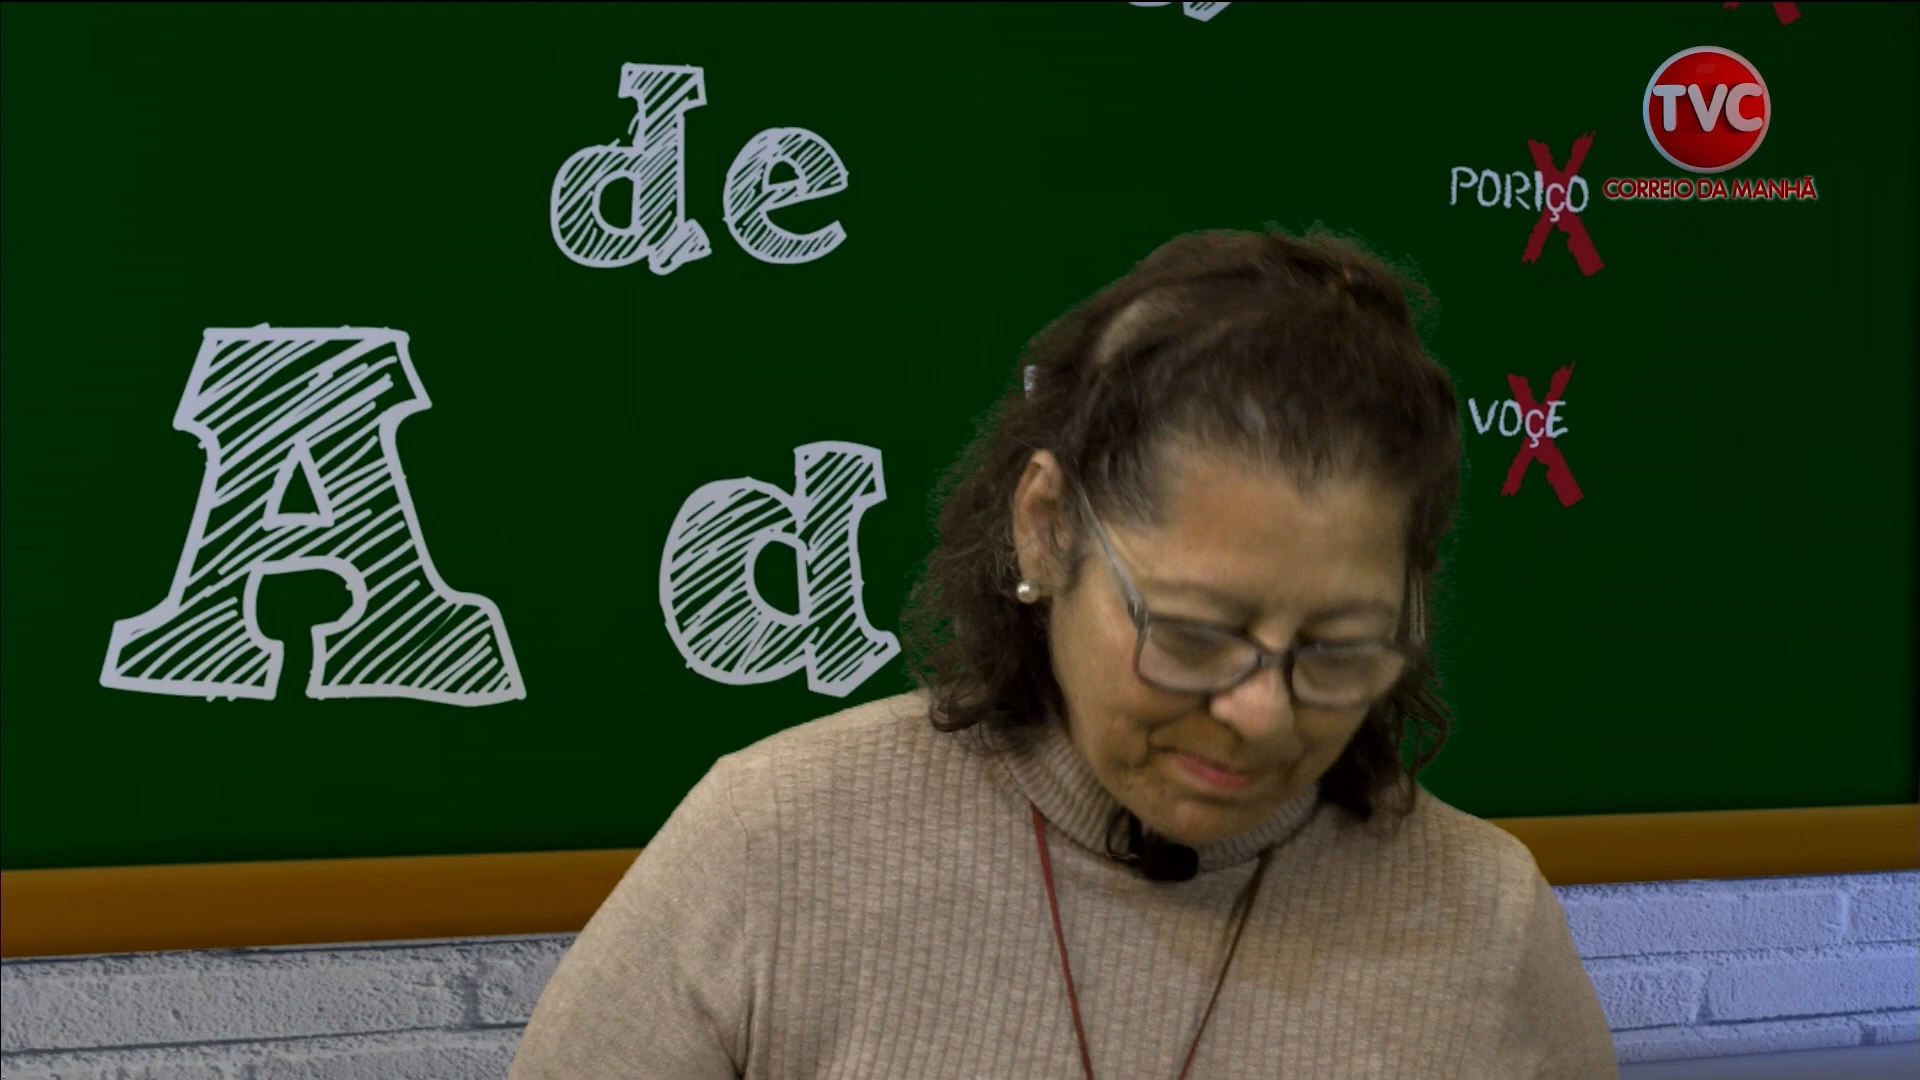 de
TVC
PORIÇO
CORREIO DA MANHÃ
A d
VOÇE